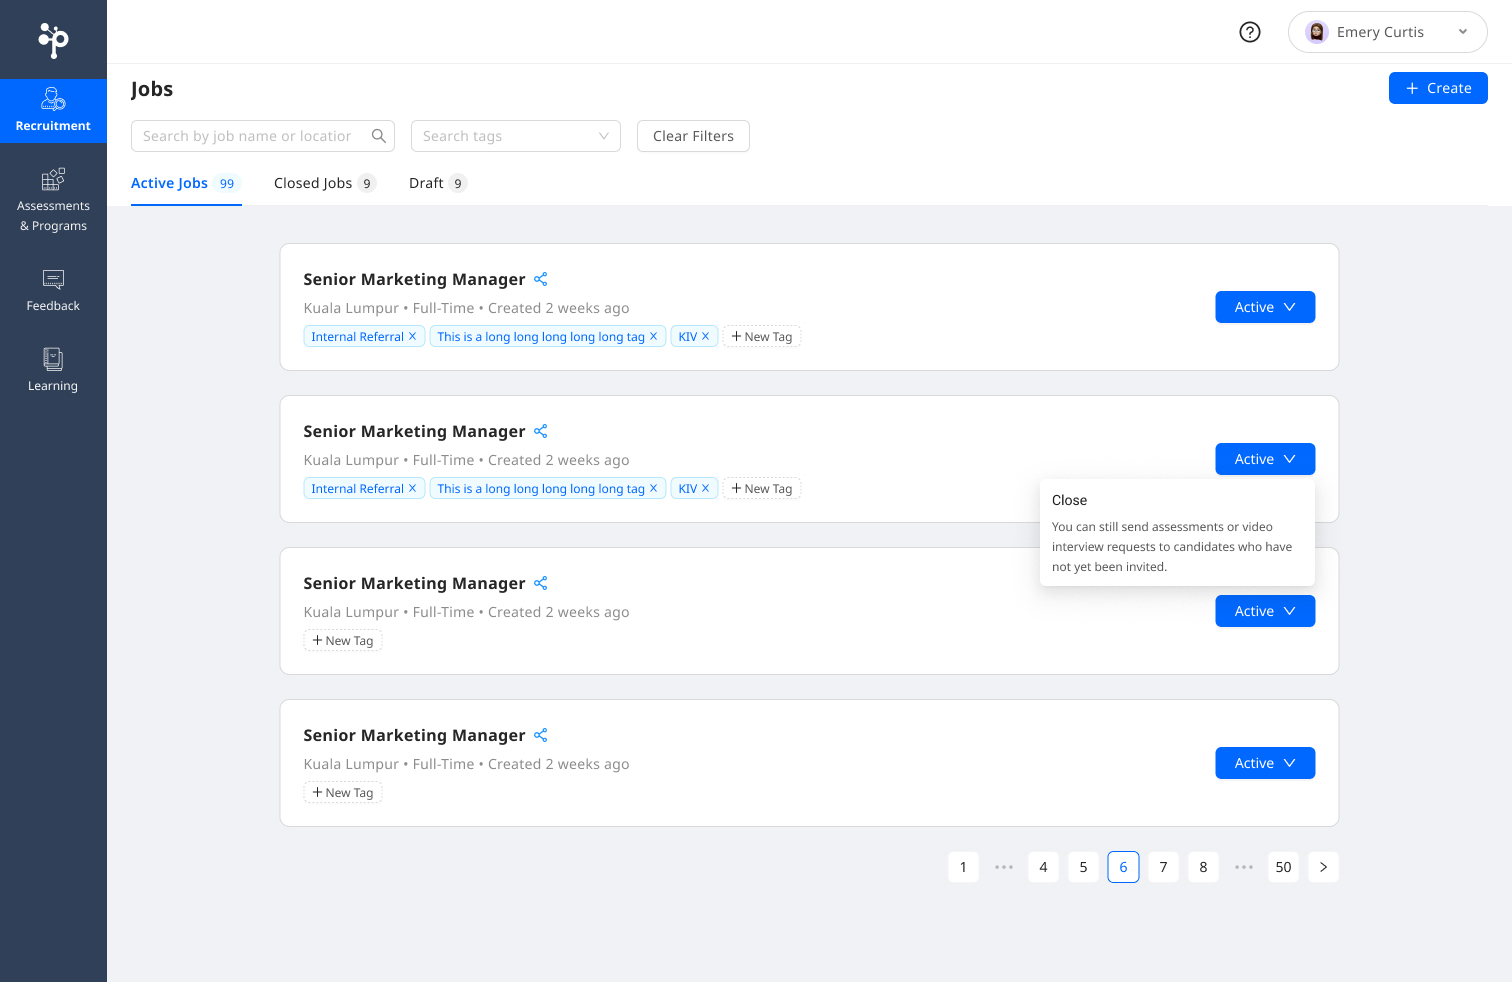 Emery Curtis
Recruitment
Assessments
& Programs
Feedback
Learning
Jobs
+ Create
Search by job name or locatior
Search tags
Clear Filters
Active Jobs 99
Closed Jobs 9
Draft 9
Senior Marketing Manager
Kuala Lumpur • Full-Time • Created 2 weeks ago
Internal Referral × This is a long long long long long tag × KIV × + New Tag
Active
Senior Marketing Manager
Kuala Lumpur • Full-Time • Created 2 weeks ago
Internal Referral × This is a long long long long long tag × KIV × + New Tag
Active
Close
You can still send assessments or video
interview requests to candidates who have
not yet been invited.
Senior Marketing Manager
Kuala Lumpur • Full-Time • Created 2 weeks ago
+ New Tag
Active
Senior Marketing Manager
Kuala Lumpur • Full-Time • Created 2 weeks ago
+ New Tag
Active
1 ••• 4 5 6 7 8 ••• 50 >